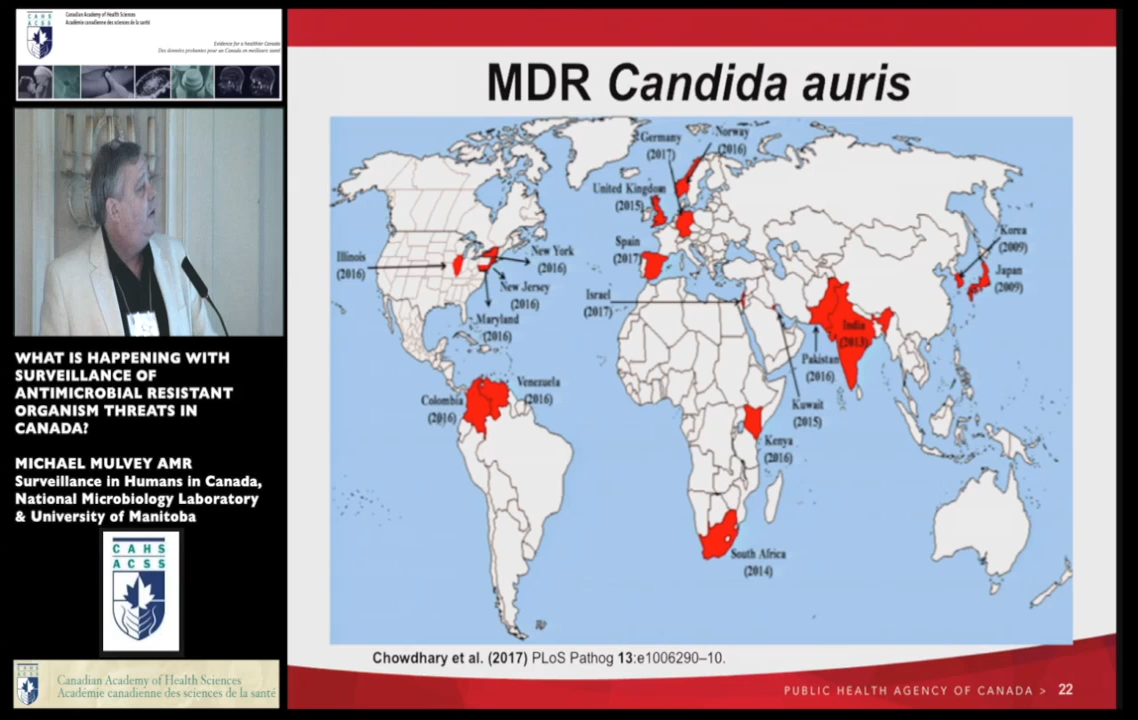 CAHS
ACSS
Canadian Academy of Health Sciences
Académie canadienne des sciences de la santé
Evidence for a healthier Canada
Des données probantes pour un Canada en meilleure santé
WHAT IS HAPPENING WITH
SURVEILLANCE OF
ANTIMICROBIAL RESISTANT
ORGANISM THREATS IN
CANADA?
MICHAEL MULVEY AMR
Surveillance in Humans in Canada,
National Microbiology Laboratory
& University of Manitoba
CAHS
ACSS
CAHS
ACSS
Canadian Academy of Health Sciences
Académie canadienne des sciences de la santé
MDR Candida auris
Germany
(2017)
Norway
(2016)
United Kingdom
(2015)
Spain
(2017)
Israel
(2017)
Illinois
(2016)
New York
(2016)
New Jersey
(2016)
Maryland
(2016)
Korea
(2009)
Japan
(2009)
India
(2013)
Pakistan
(2016)
Kuwait
(2015)
Colombia
(2016)
Venezuela
(2016)
Kenya
(2016)
South Africa
(2014)
Chowdhary et al. (2017) PLoS Pathog 13:e1006290–10.
PUBLIC HEALTH AGENCY OF CANADA > 22